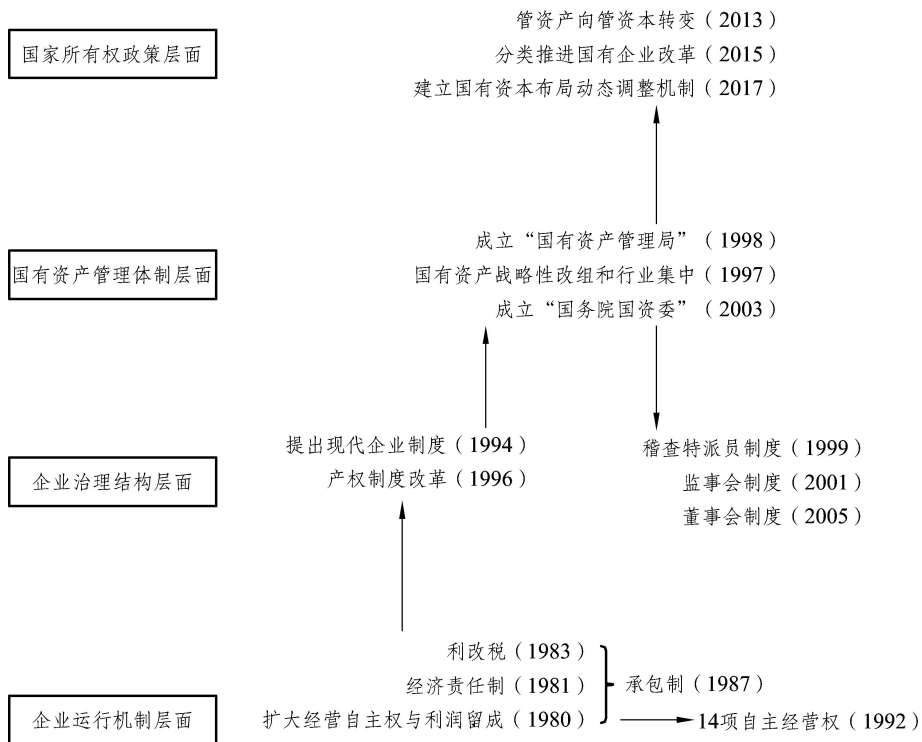 管资产向管资本转变（2013）
国家所有权政策层面
分类推进国有企业改革（2015）
建立国有资本布局动态调整机制（2017）
成立“国有资产管理局”（1998）
国有资产管理体制层面
国有资产战略性改组和行业集中（1997）
成立“国务院国资委”（2003）
提出现代企业制度（1994）
稽查特派员制度（1999）
企业治理结构层面
产权制度改革（1996）
监事会制度（2001）
董事会制度（2005）
利改税（1983）
经济责任制（1981）
承包制（1987）
企业运行机制层面
扩大经营自主权与利润留成（1980）
14项自主经营权（1992）